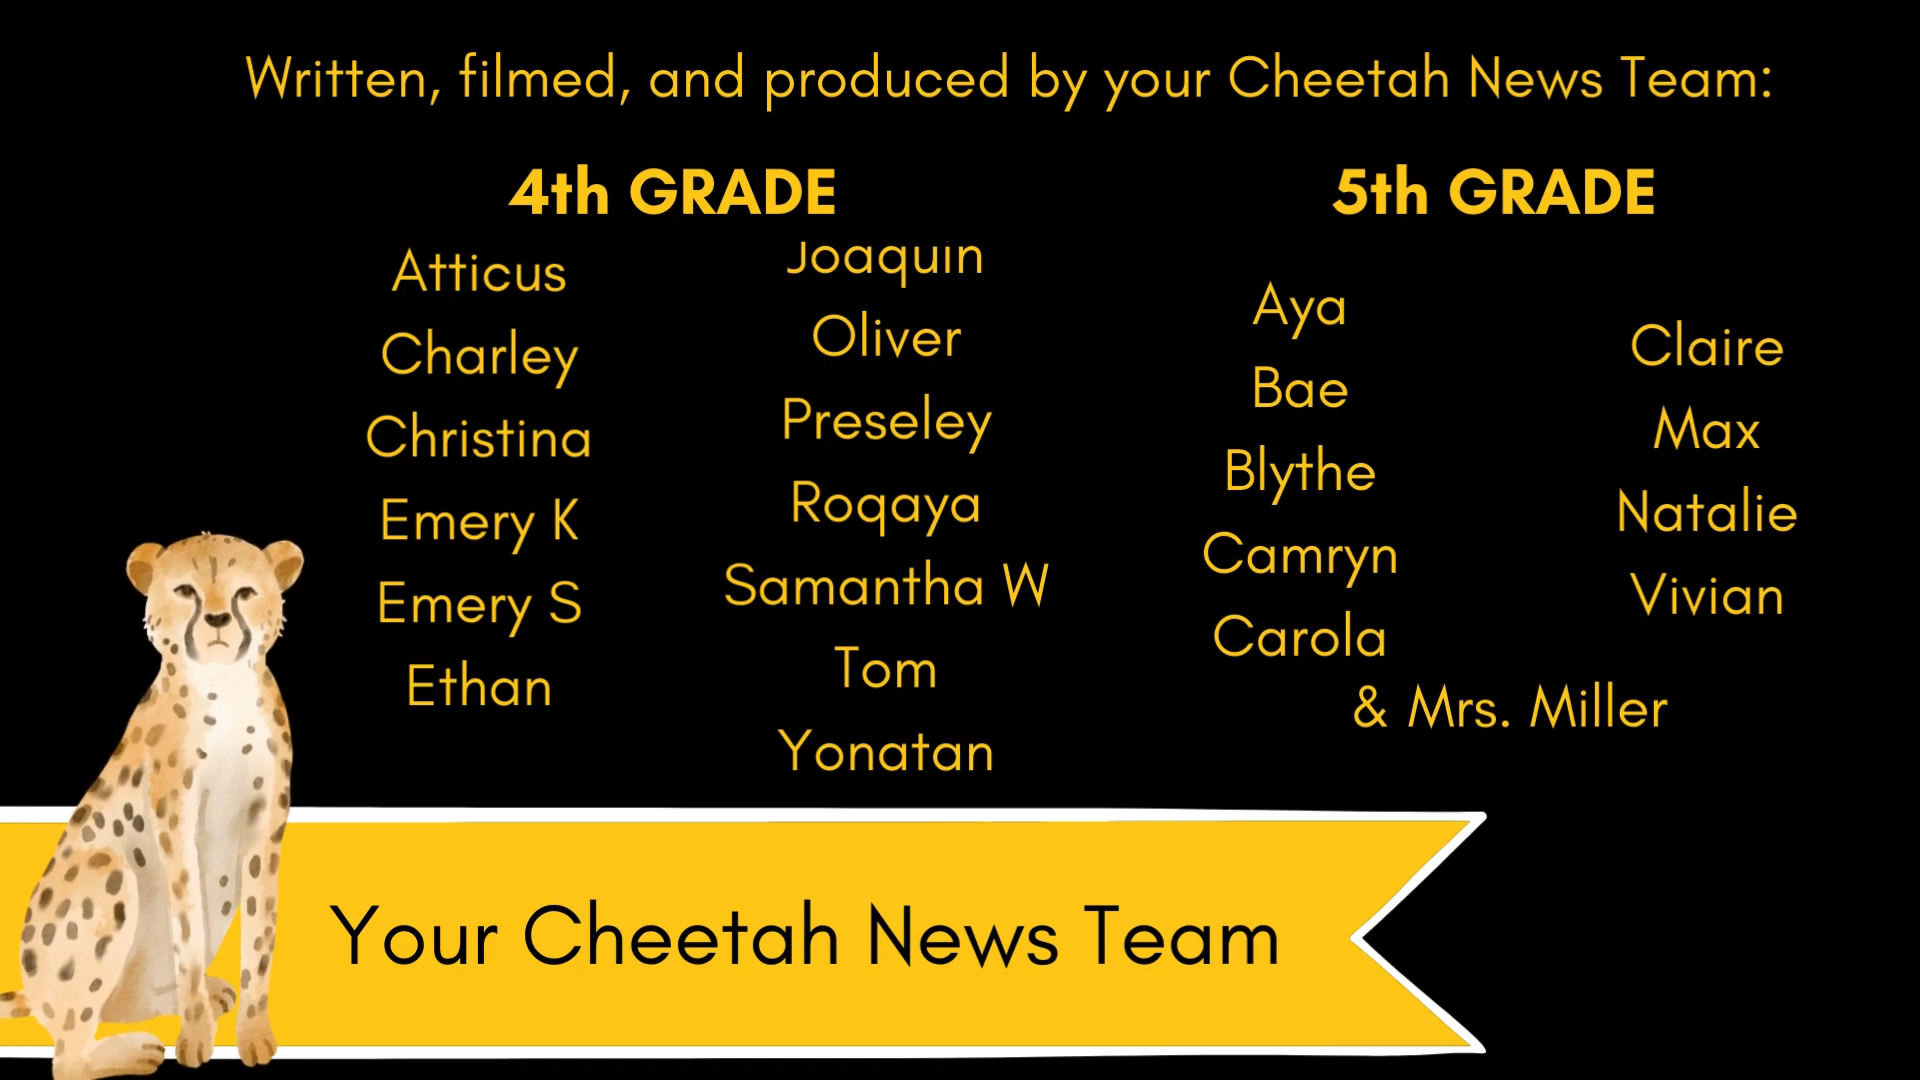 Written, filmed, and produced by your Cheetah News Team:
4th GRADE
Atticus
Charley
Christina
Emery K
Emery S
Ethan
Joaquin
Oliver
Preseley
Roqaya
Samantha W
Tom
Yonatan
5th GRADE
Aya
Bae
Blythe
Camryn
Carola
Claire
Max
Natalie
Vivian
& Mrs. Miller
Your Cheetah News Team